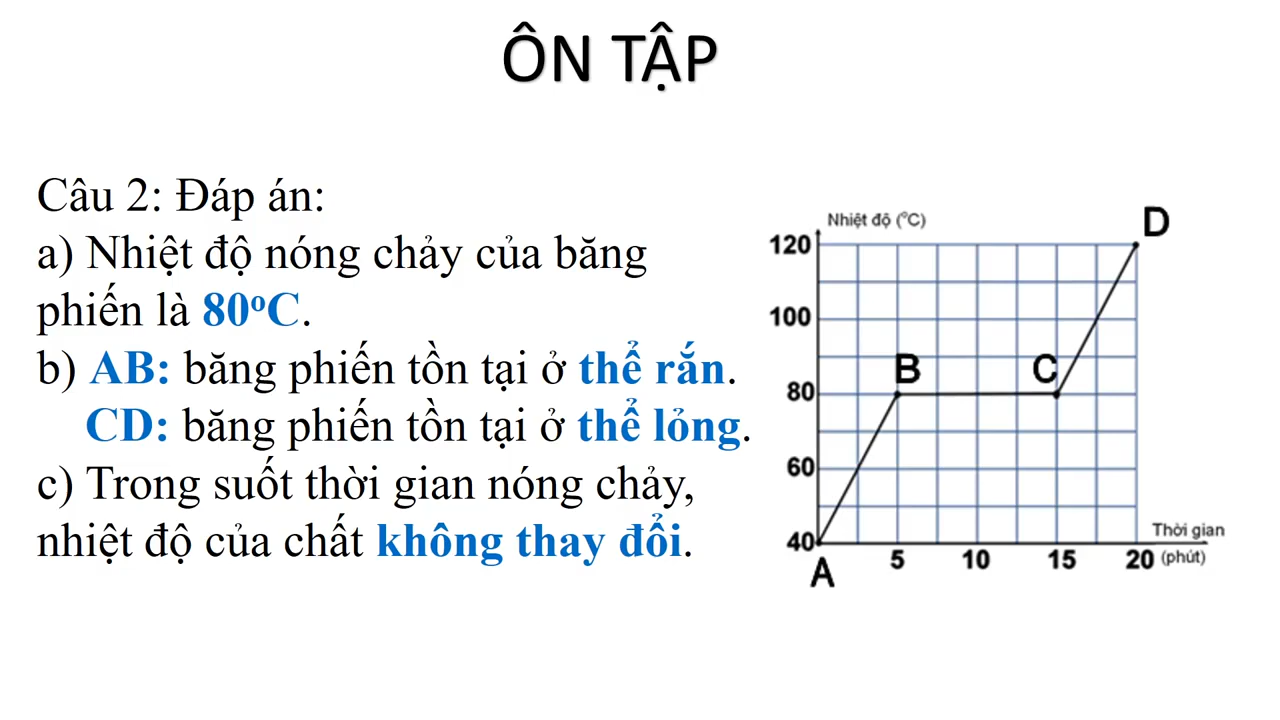 ÔN TẬP
Câu 2: Đáp án:
a) Nhiệt độ nóng chảy của băng
phiến là 80°C.
b) AB: băng phiến tồn tại ở thể rắn.
CD: băng phiến tồn tại ở thể lỏng.
c) Trong suốt thời gian nóng chảy,
nhiệt độ của chất không thay đổi.
Nhiệt độ (°C)
D
120
100
B
C
80
60
40
Thời gian
(phút)
A
5
10
15
20